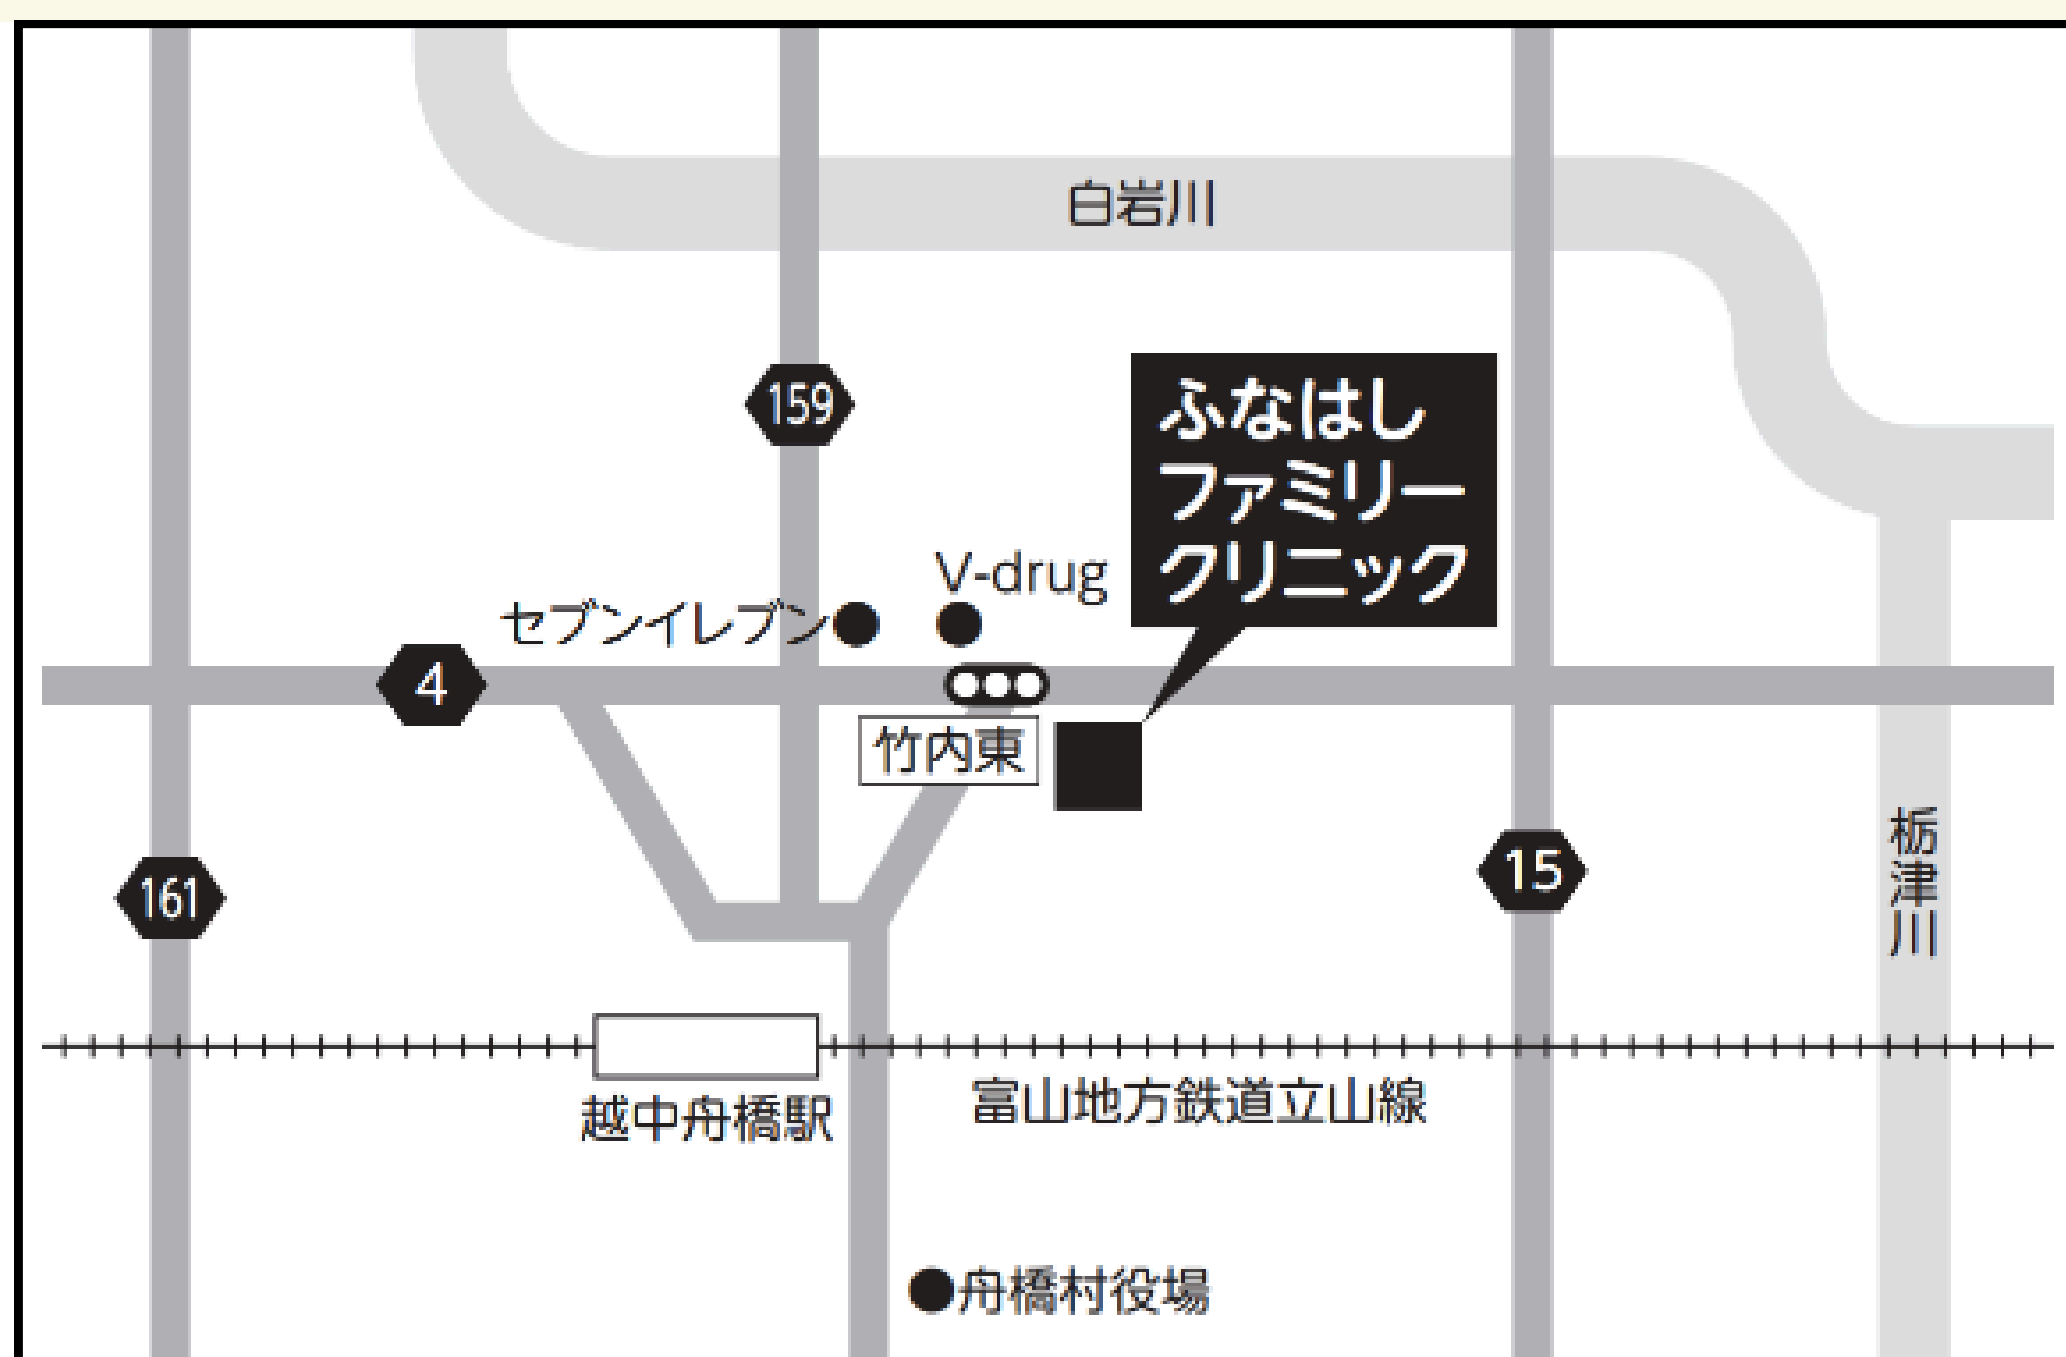 白岩川
159
ふなはし
ファミリー
クリニック
V-drug
セブンイレブン
4
竹内東
栃津川
15
161
越中舟橋駅
富山地方鉄道立山線
舟橋村役場